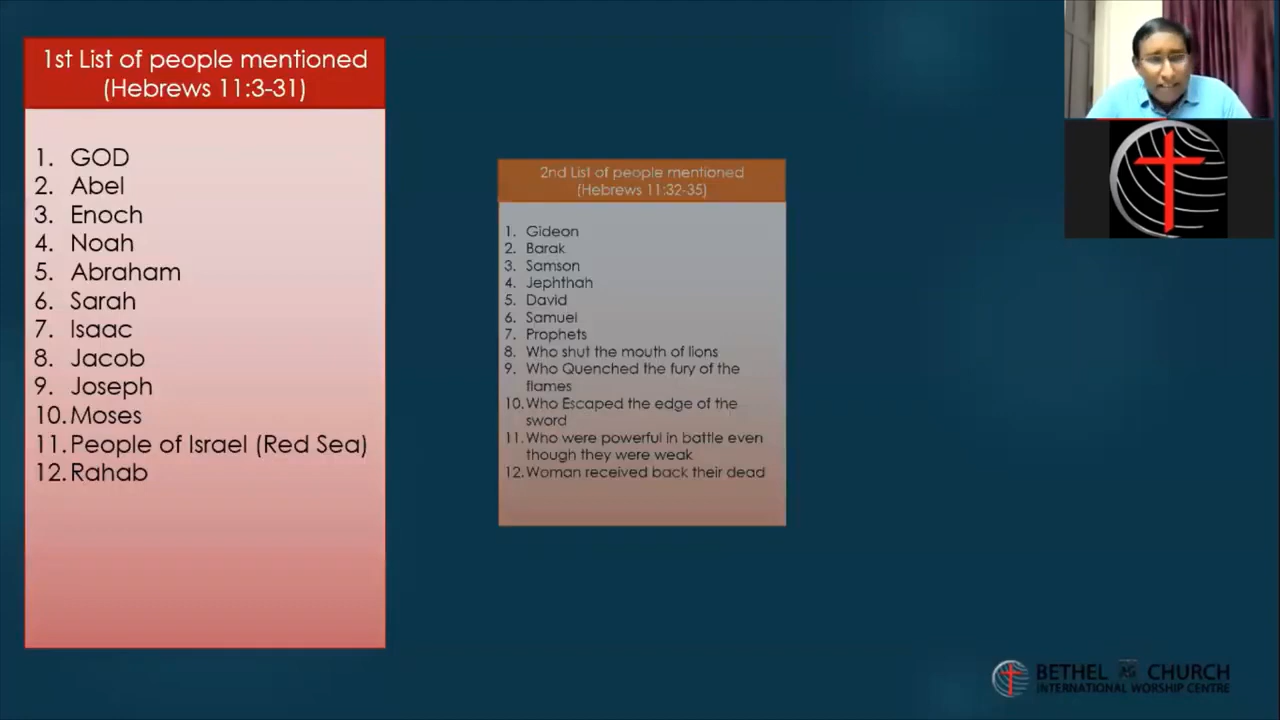 1st List of people mentioned
(Hebrews 11:3-31)
1. GOD
2. Abel
3. Enoch
4. Noah
5. Abraham
6. Sarah
7. Isaac
8. Jacob
9. Joseph
10. Moses
11. People of Israel (Red Sea)
12. Rahab
2nd List of people mentioned
(Hebrews 11:32-35)
1. Gideon
2. Barak
3. Samson
4. Jephthah
5. David
6. Samuel
7. Prophets
8. Who shut the mouth of lions
9. Who Quenched the fury of the
flames
10. Who Escaped the edge of the
sword
11. Who were powerful in battle even
though they were weak
12. Woman received back their dead
BETHEL AG CHURCH
INTERNATIONAL WORSHIP CENTRE